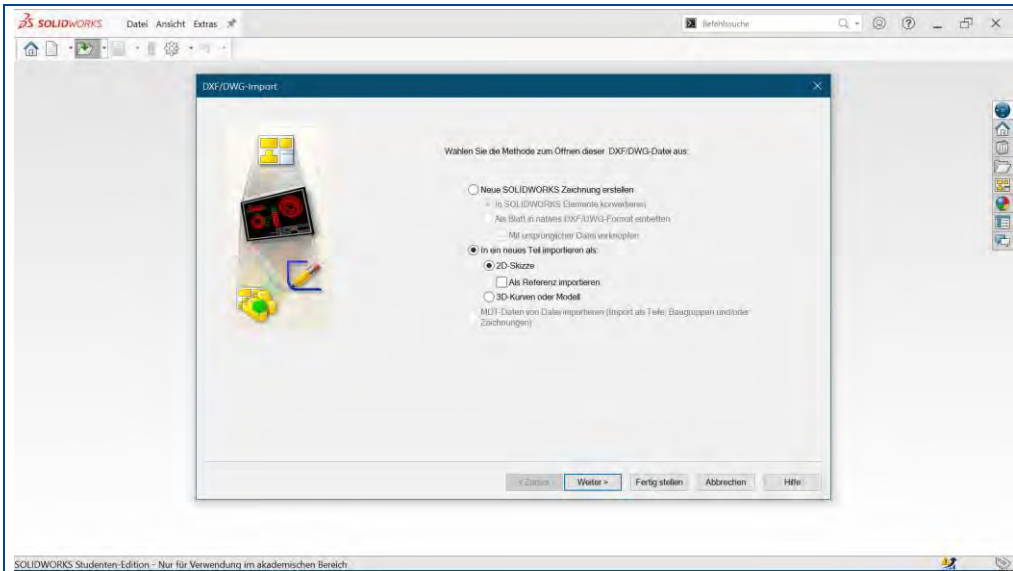 SOLIDWORKS Datei Ansicht Extras Befehlssuche
DXF/DWG-Import
Wählen Sie die Methode zum Öffnen dieser DXF/DWG-Datei aus:
Neue SOLIDWORKS Zeichnung erstellen
In SOLIDWORKS Elemente konvertieren
Als Blatt in natives DXF/DWG-Format einbetten
Mit ursprünglicher Datei verknüpfen
In ein neues Teil importieren als:
2D-Skizze
Als Referenz importieren
3D-Kurven oder Modell
MDT-Daten von Datei importieren (Import als Teile, Baugruppen und/oder
Zeichnungen)
< Zurück Weiter > Fertig stellen Abbrechen Hilfe
SOLIDWORKS Studenten-Edition - Nur für Verwendung im akademischen Bereich